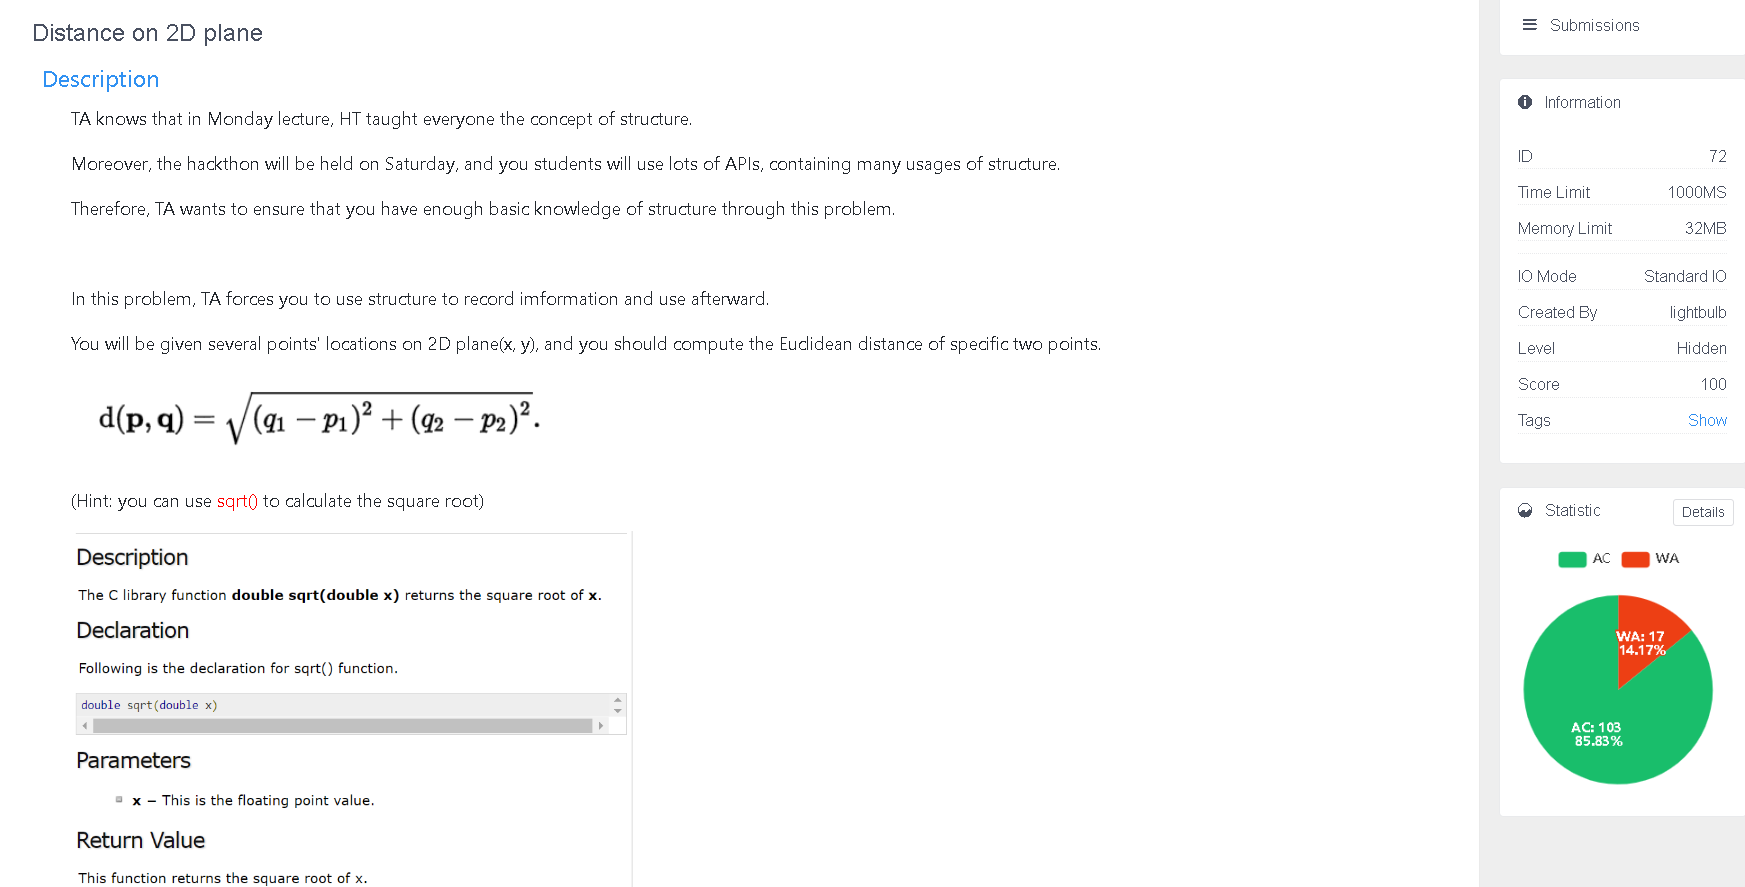 Distance on 2D plane
Description
TA knows that in Monday lecture, HT taught everyone the concept of structure.
Moreover, the hackthon will be held on Saturday, and you students will use lots of APIs, containing many usages of structure.
Therefore, TA wants to ensure that you have enough basic knowledge of structure through this problem.
In this problem, TA forces you to use structure to record imformation and use afterward.
You will be given several points' locations on 2D plane(x, y), and you should compute the Euclidean distance of specific two points.
d(p, q) = √(q₁ − p₁)² + (q₂ − p₂)².
(Hint: you can use sqrt() to calculate the square root)
Description
The C library function double sqrt(double x) returns the square root of x.
Declaration
Following is the declaration for sqrt() function.
double sqrt(double x)
Parameters
x − This is the floating point value.
Return Value
This function returns the square root of x.
Submissions
Information
ID 72
Time Limit 1000MS
Memory Limit 32MB
IO Mode Standard IO
Created By lightbulb
Level Hidden
Score 100
Tags Show
Statistic Details
AC WA
WA: 17
14.17%
AC: 103
85.83%